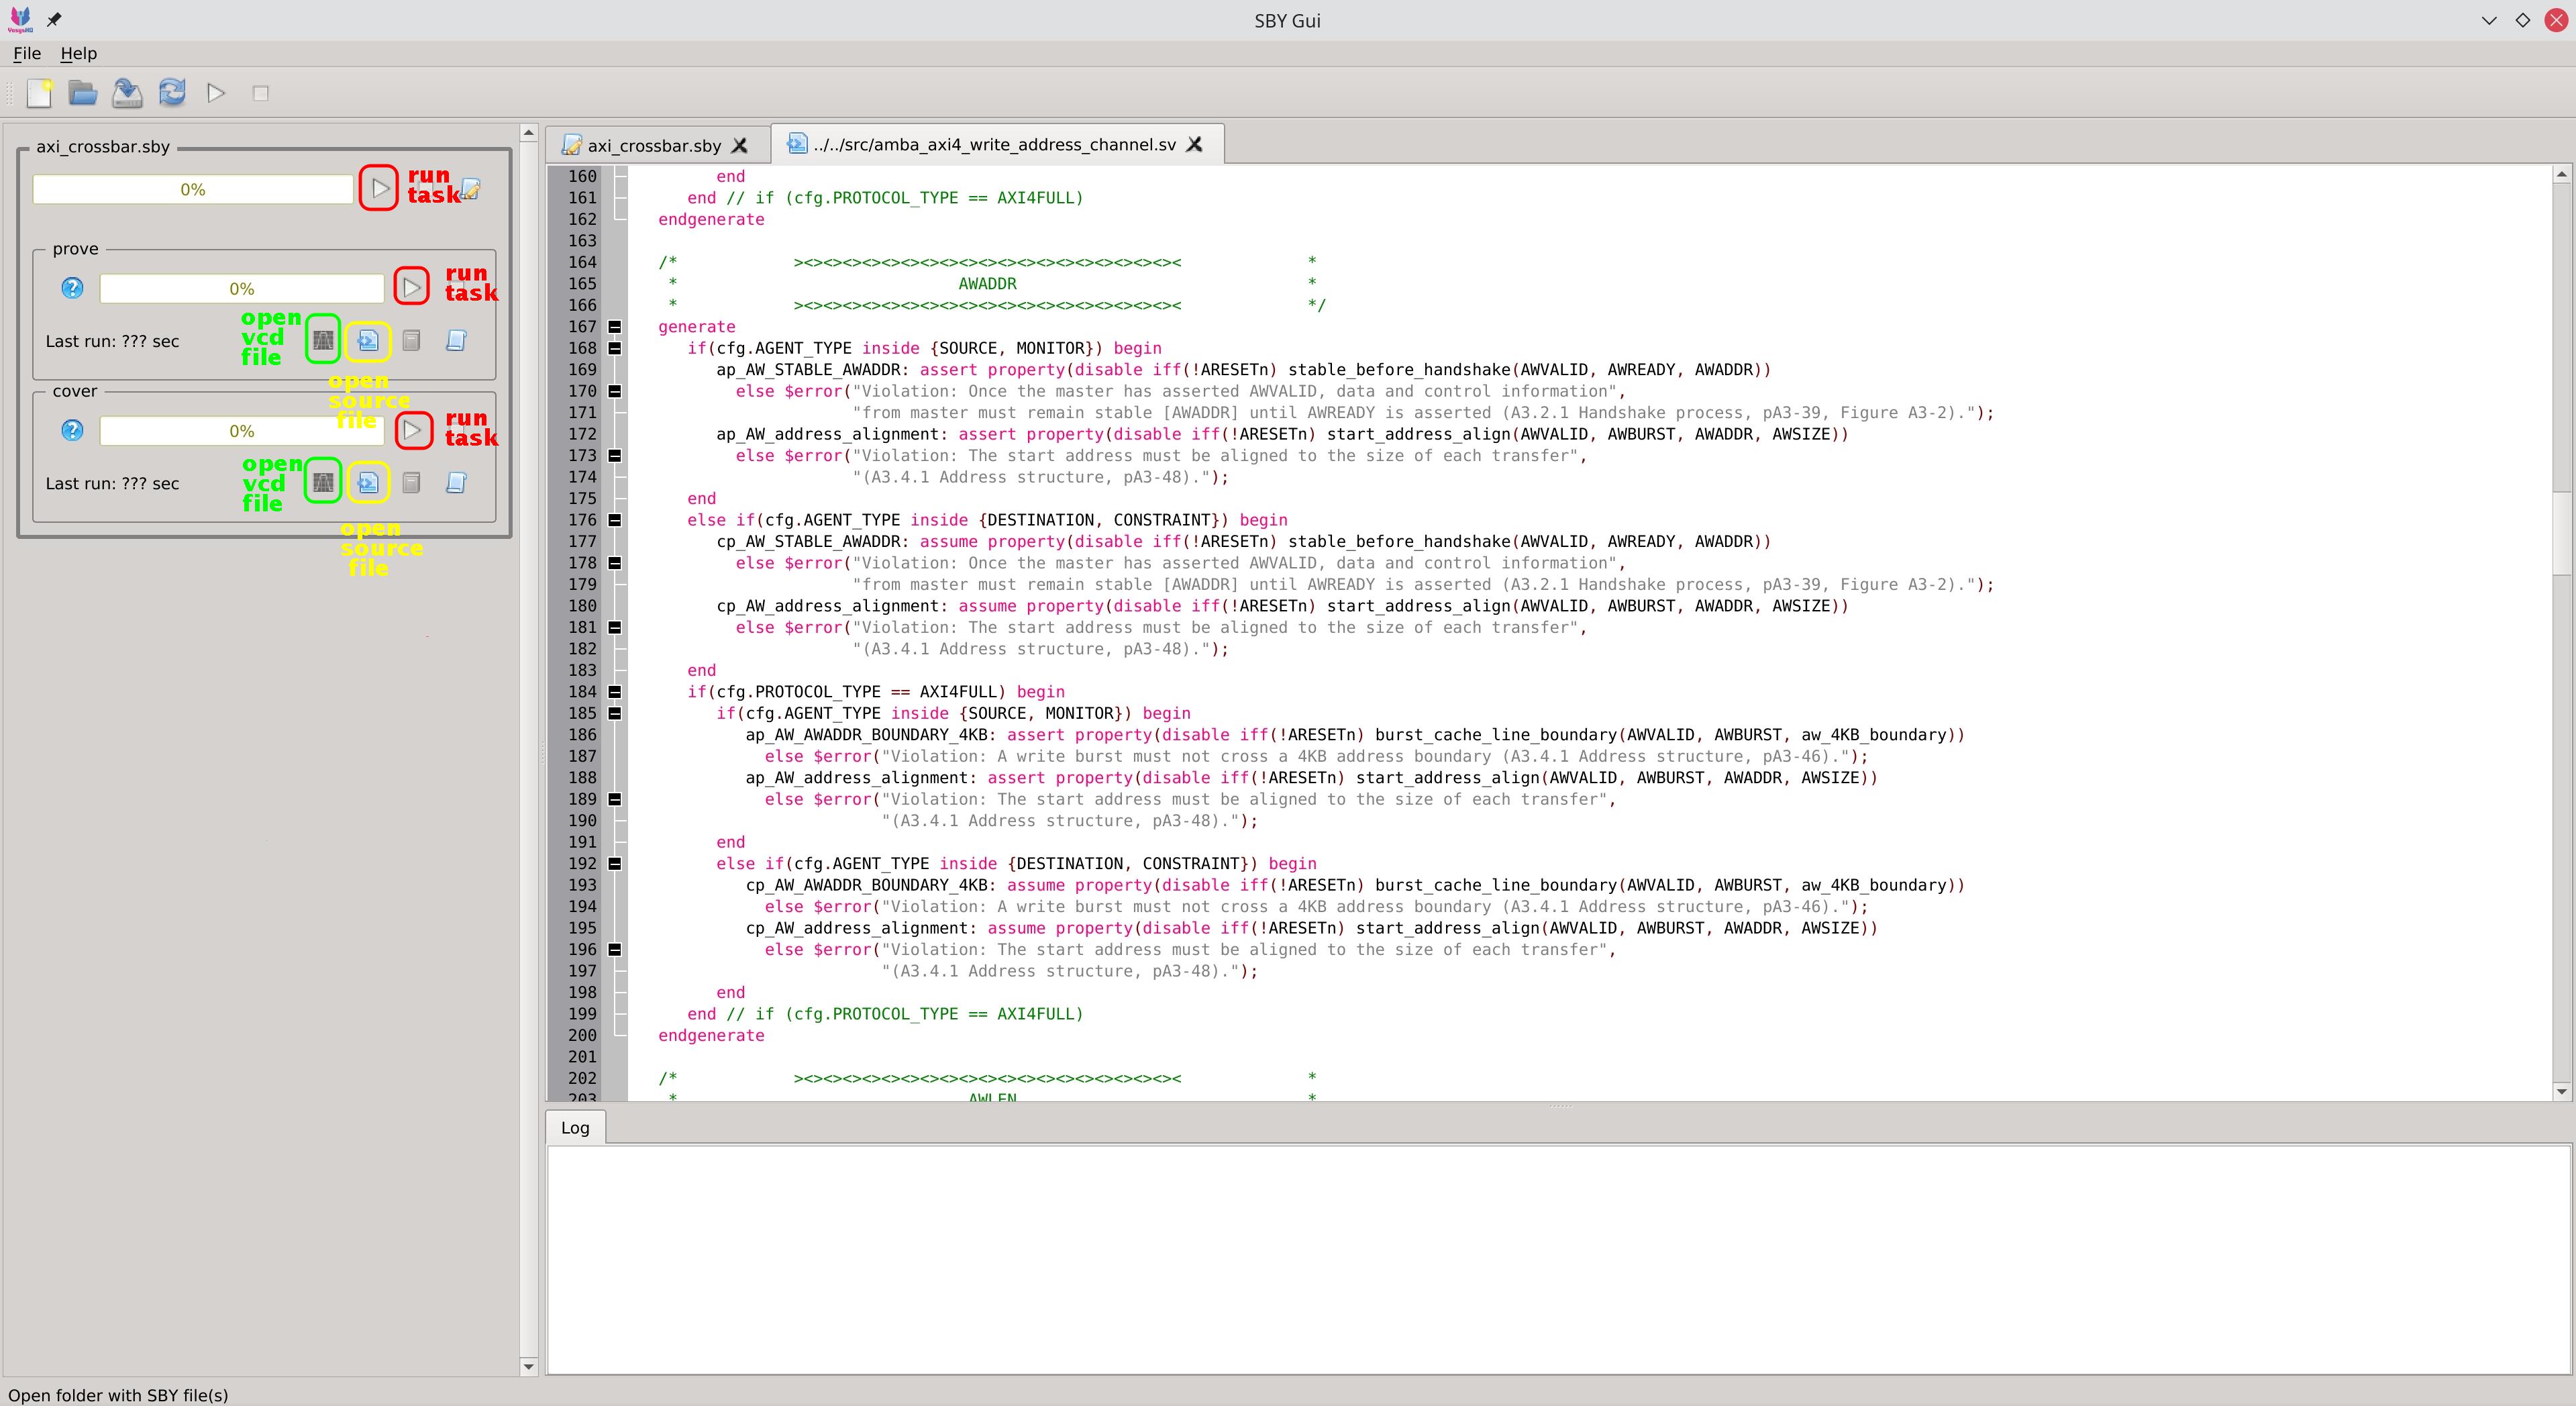 YosysHQ
SBY Gui
File Help
axi_crossbar.sby
0%
run
task
prove
0%
run
task
Last run: ??? sec
open
vcd
file
open
source
file
cover
0%
run
task
Last run: ??? sec
open
vcd
file
open
source
file
axi_crossbar.sby
../../src/amba_axi4_write_address_channel.sv
160 end
161 end // if (cfg.PROTOCOL_TYPE == AXI4FULL)
162 endgenerate
163
164 /* ><><><><><><><><><><><><><><><><><><><>< *
165 * AWADDR *
166 * ><><><><><><><><><><><><><><><><><><><>< */
167 generate
168 if(cfg.AGENT_TYPE inside {SOURCE, MONITOR}) begin
169 ap_AW_STABLE_AWADDR: assert property(disable iff(!ARESETn) stable_before_handshake(AWVALID, AWREADY, AWADDR))
170 else $error("Violation: Once the master has asserted AWVALID, data and control information",
171 "from master must remain stable [AWADDR] until AWREADY is asserted (A3.2.1 Handshake process, pA3-39, Figure A3-2).");
172 ap_AW_address_alignment: assert property(disable iff(!ARESETn) start_address_align(AWVALID, AWBURST, AWADDR, AWSIZE))
173 else $error("Violation: The start address must be aligned to the size of each transfer",
174 "(A3.4.1 Address structure, pA3-48).");
175 end
176 else if(cfg.AGENT_TYPE inside {DESTINATION, CONSTRAINT}) begin
177 cp_AW_STABLE_AWADDR: assume property(disable iff(!ARESETn) stable_before_handshake(AWVALID, AWREADY, AWADDR))
178 else $error("Violation: Once the master has asserted AWVALID, data and control information",
179 "from master must remain stable [AWADDR] until AWREADY is asserted (A3.2.1 Handshake process, pA3-39, Figure A3-2).");
180 cp_AW_address_alignment: assume property(disable iff(!ARESETn) start_address_align(AWVALID, AWBURST, AWADDR, AWSIZE))
181 else $error("Violation: The start address must be aligned to the size of each transfer",
182 "(A3.4.1 Address structure, pA3-48).");
183 end
184 if(cfg.PROTOCOL_TYPE == AXI4FULL) begin
185 if(cfg.AGENT_TYPE inside {SOURCE, MONITOR}) begin
186 ap_AW_AWADDR_BOUNDARY_4KB: assert property(disable iff(!ARESETn) burst_cache_line_boundary(AWVALID, AWBURST, aw_4KB_boundary))
187 else $error("Violation: A write burst must not cross a 4KB address boundary (A3.4.1 Address structure, pA3-46).");
188 ap_AW_address_alignment: assert property(disable iff(!ARESETn) start_address_align(AWVALID, AWBURST, AWADDR, AWSIZE))
189 else $error("Violation: The start address must be aligned to the size of each transfer",
190 "(A3.4.1 Address structure, pA3-48).");
191 end
192 else if(cfg.AGENT_TYPE inside {DESTINATION, CONSTRAINT}) begin
193 cp_AW_AWADDR_BOUNDARY_4KB: assume property(disable iff(!ARESETn) burst_cache_line_boundary(AWVALID, AWBURST, aw_4KB_boundary))
194 else $error("Violation: A write burst must not cross a 4KB address boundary (A3.4.1 Address structure, pA3-46).");
195 cp_AW_address_alignment: assume property(disable iff(!ARESETn) start_address_align(AWVALID, AWBURST, AWADDR, AWSIZE))
196 else $error("Violation: The start address must be aligned to the size of each transfer",
197 "(A3.4.1 Address structure, pA3-48).");
198 end
199 end // if (cfg.PROTOCOL_TYPE == AXI4FULL)
200 endgenerate
201
202 /* ><><><><><><><><><><><><><><><><><><><>< *
203 * AWLEN *
Log
Open folder with SBY file(s)